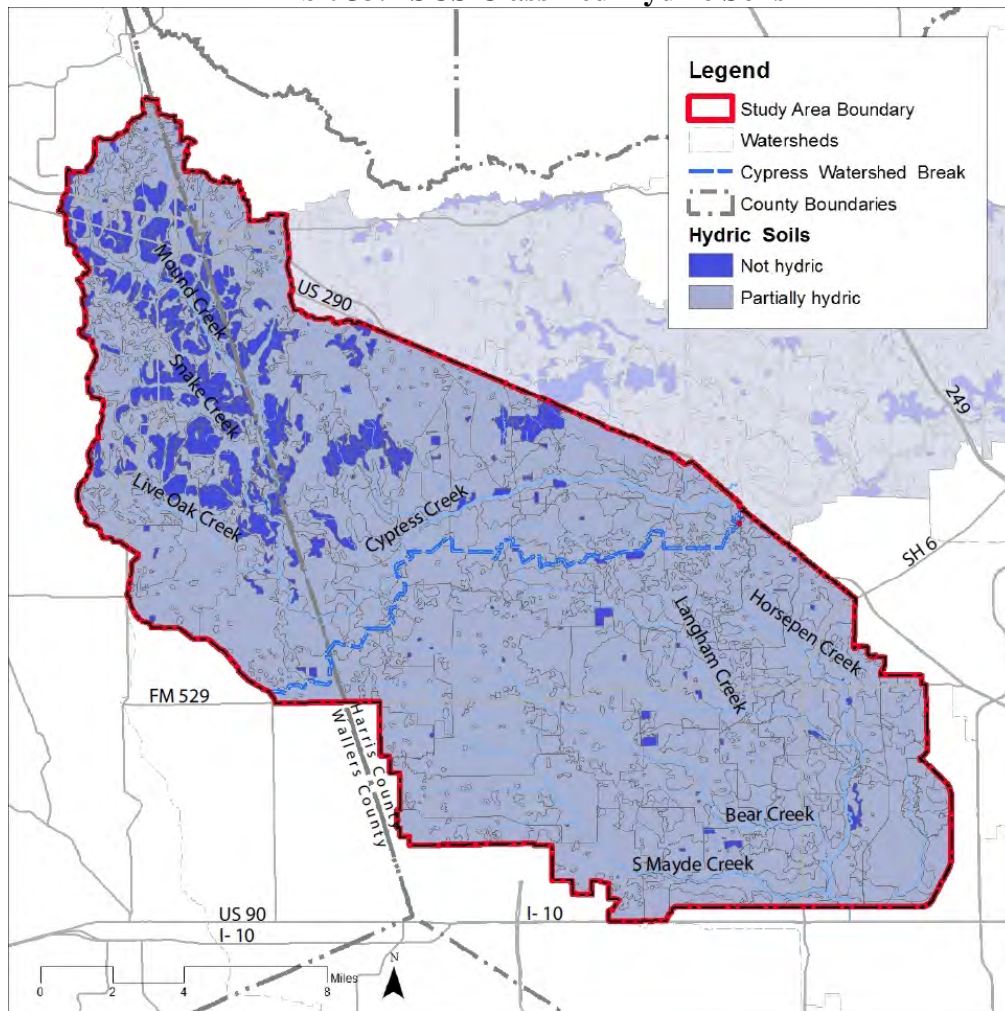 Legend
Study Area Boundary
Watersheds
Cypress Watershed Break
County Boundaries
Hydric Soils
Not hydric
Partially hydric
US 290
Mound Creek
249
Snake Creek
Live Oak Creek
Cypress Creek
SH 6
Horsepen Creek
Langham Creek
FM 529
Harris County
Wallers County
Bear Creek
S Mayde Creek
US 90
I- 10
I- 10
N
Miles
0 2 4 8